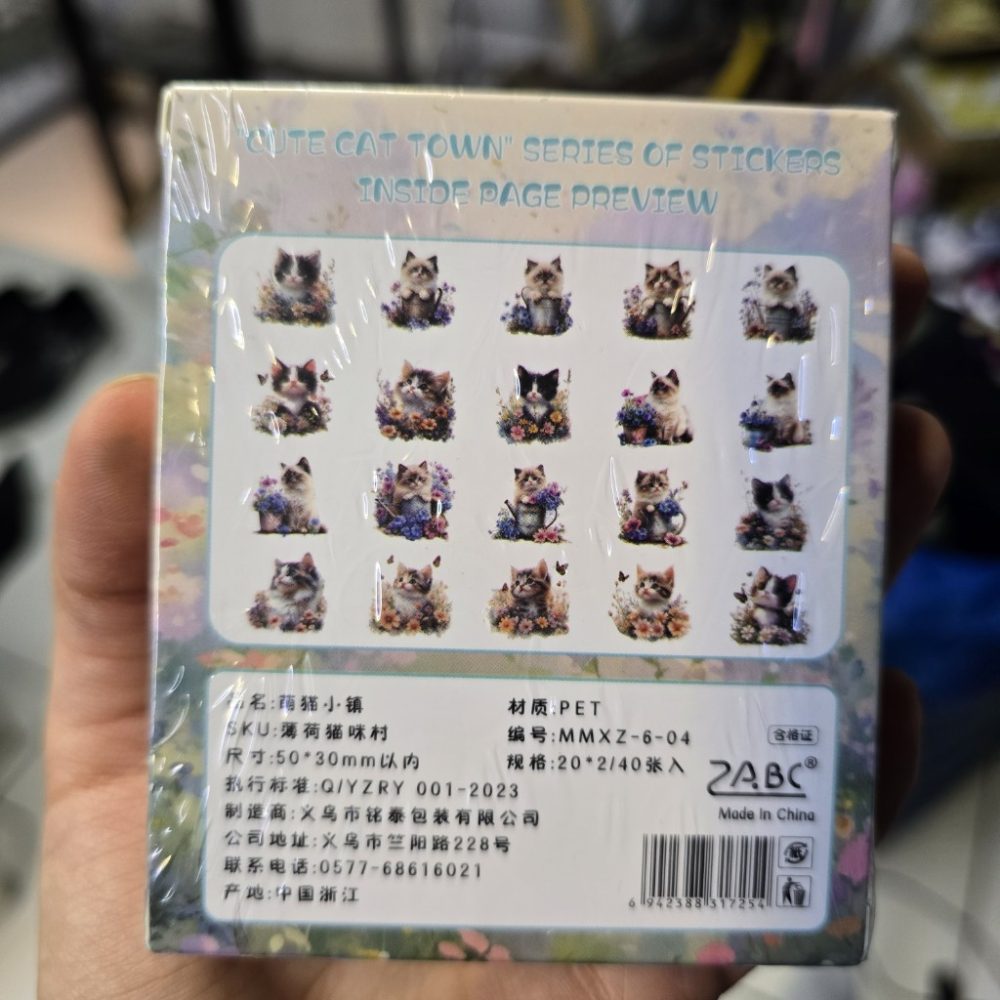 "CUTE CAT TOWN" SERIES OF STICKERS
INSIDE PAGE PREVIEW
品名:萌猫小镇
材质:PET
SKU:薄荷猫咪村
编号:MMXZ-6-04
合格证
尺寸:50*30mm以内
规格:20*2/40张入
ZABC®
执行标准:Q/YZRY 001-2023
Made In China
制造商:义乌市铭泰包装有限公司
公司地址:义乌市竺阳路228号
联系电话:0577-68616021
产地:中国浙江
6 942388 317254